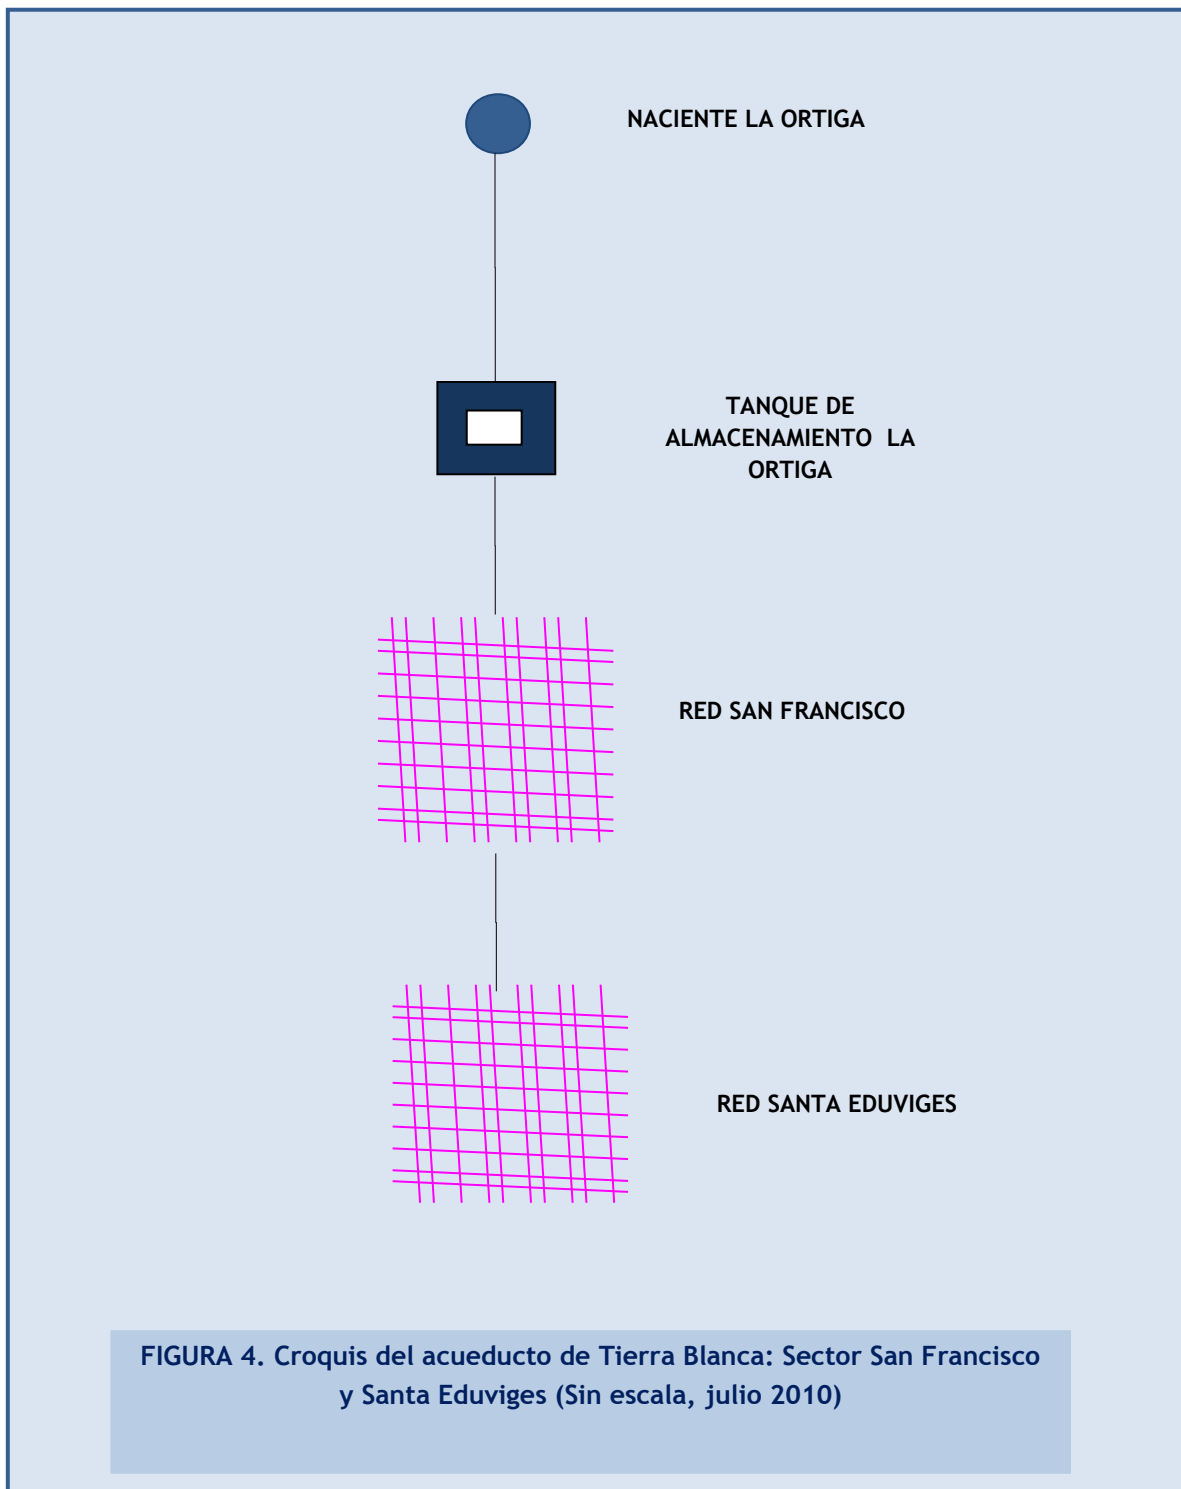 NACIENTE LA ORTIGA
TANQUE DE
ALMACENAMIENTO LA
ORTIGA
RED SAN FRANCISCO
RED SANTA EDUVIGES
FIGURA 4. Croquis del acueducto de Tierra Blanca: Sector San Francisco
y Santa Eduviges (Sin escala, julio 2010)